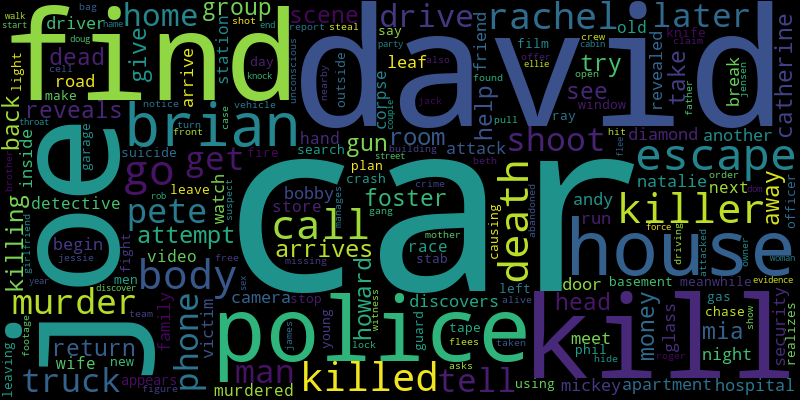 find
david
car
joe
kill
police
house
killed
brian
escape
killer
home
group
drive
rachel
later
driver
give
scene
dead
road
make
reveals
light
back
station
arrive
day
knock
unconscious
nearby
outside
corpse
say
party
leaf
film
crew
cabin
offer
ellie
old
revealed
knife
claim
take
window
father
walk
start
bag
doug
name
shot
steal
report
end
cell
friend
help
also
jack
couple
found
pull
try
see
open
jensen
break
catherine
notice
vehicle
turn
front
case
ray
hit
throat
suicide
fire
hand
search
gun
room
attack
building
beth
street
shoot
diamond
another
garage
inside
go
get
rob
suspect
watch
leave
plan
crash
bobby
store
foster
death
causing
abandoned
natalie
andy
run
next
away
order
dom
flee
officer
killing
brother
detective
pete
attempt
call
arrives
race
stab
gang
crime
manages
mother
driving
attacked
force
owner
woman
meanwhile
evidence
begin
jessie
fight
video
men
discover
girlfriend
year
body
family
team
free
sex
camera
missing
stop
howard
witness
discovers
left
alive
door
basement
gas
chase
show
security
realizes
murder
phone
victim
young
guard
tape
james
lock
flees
taken
asks
meet
head
phil
hide
glass
money
mia
night
roger
return
wife
new
footage
leaving
truck
appears
figure
man
murdered
tell
using
mickey
apartment
hospital